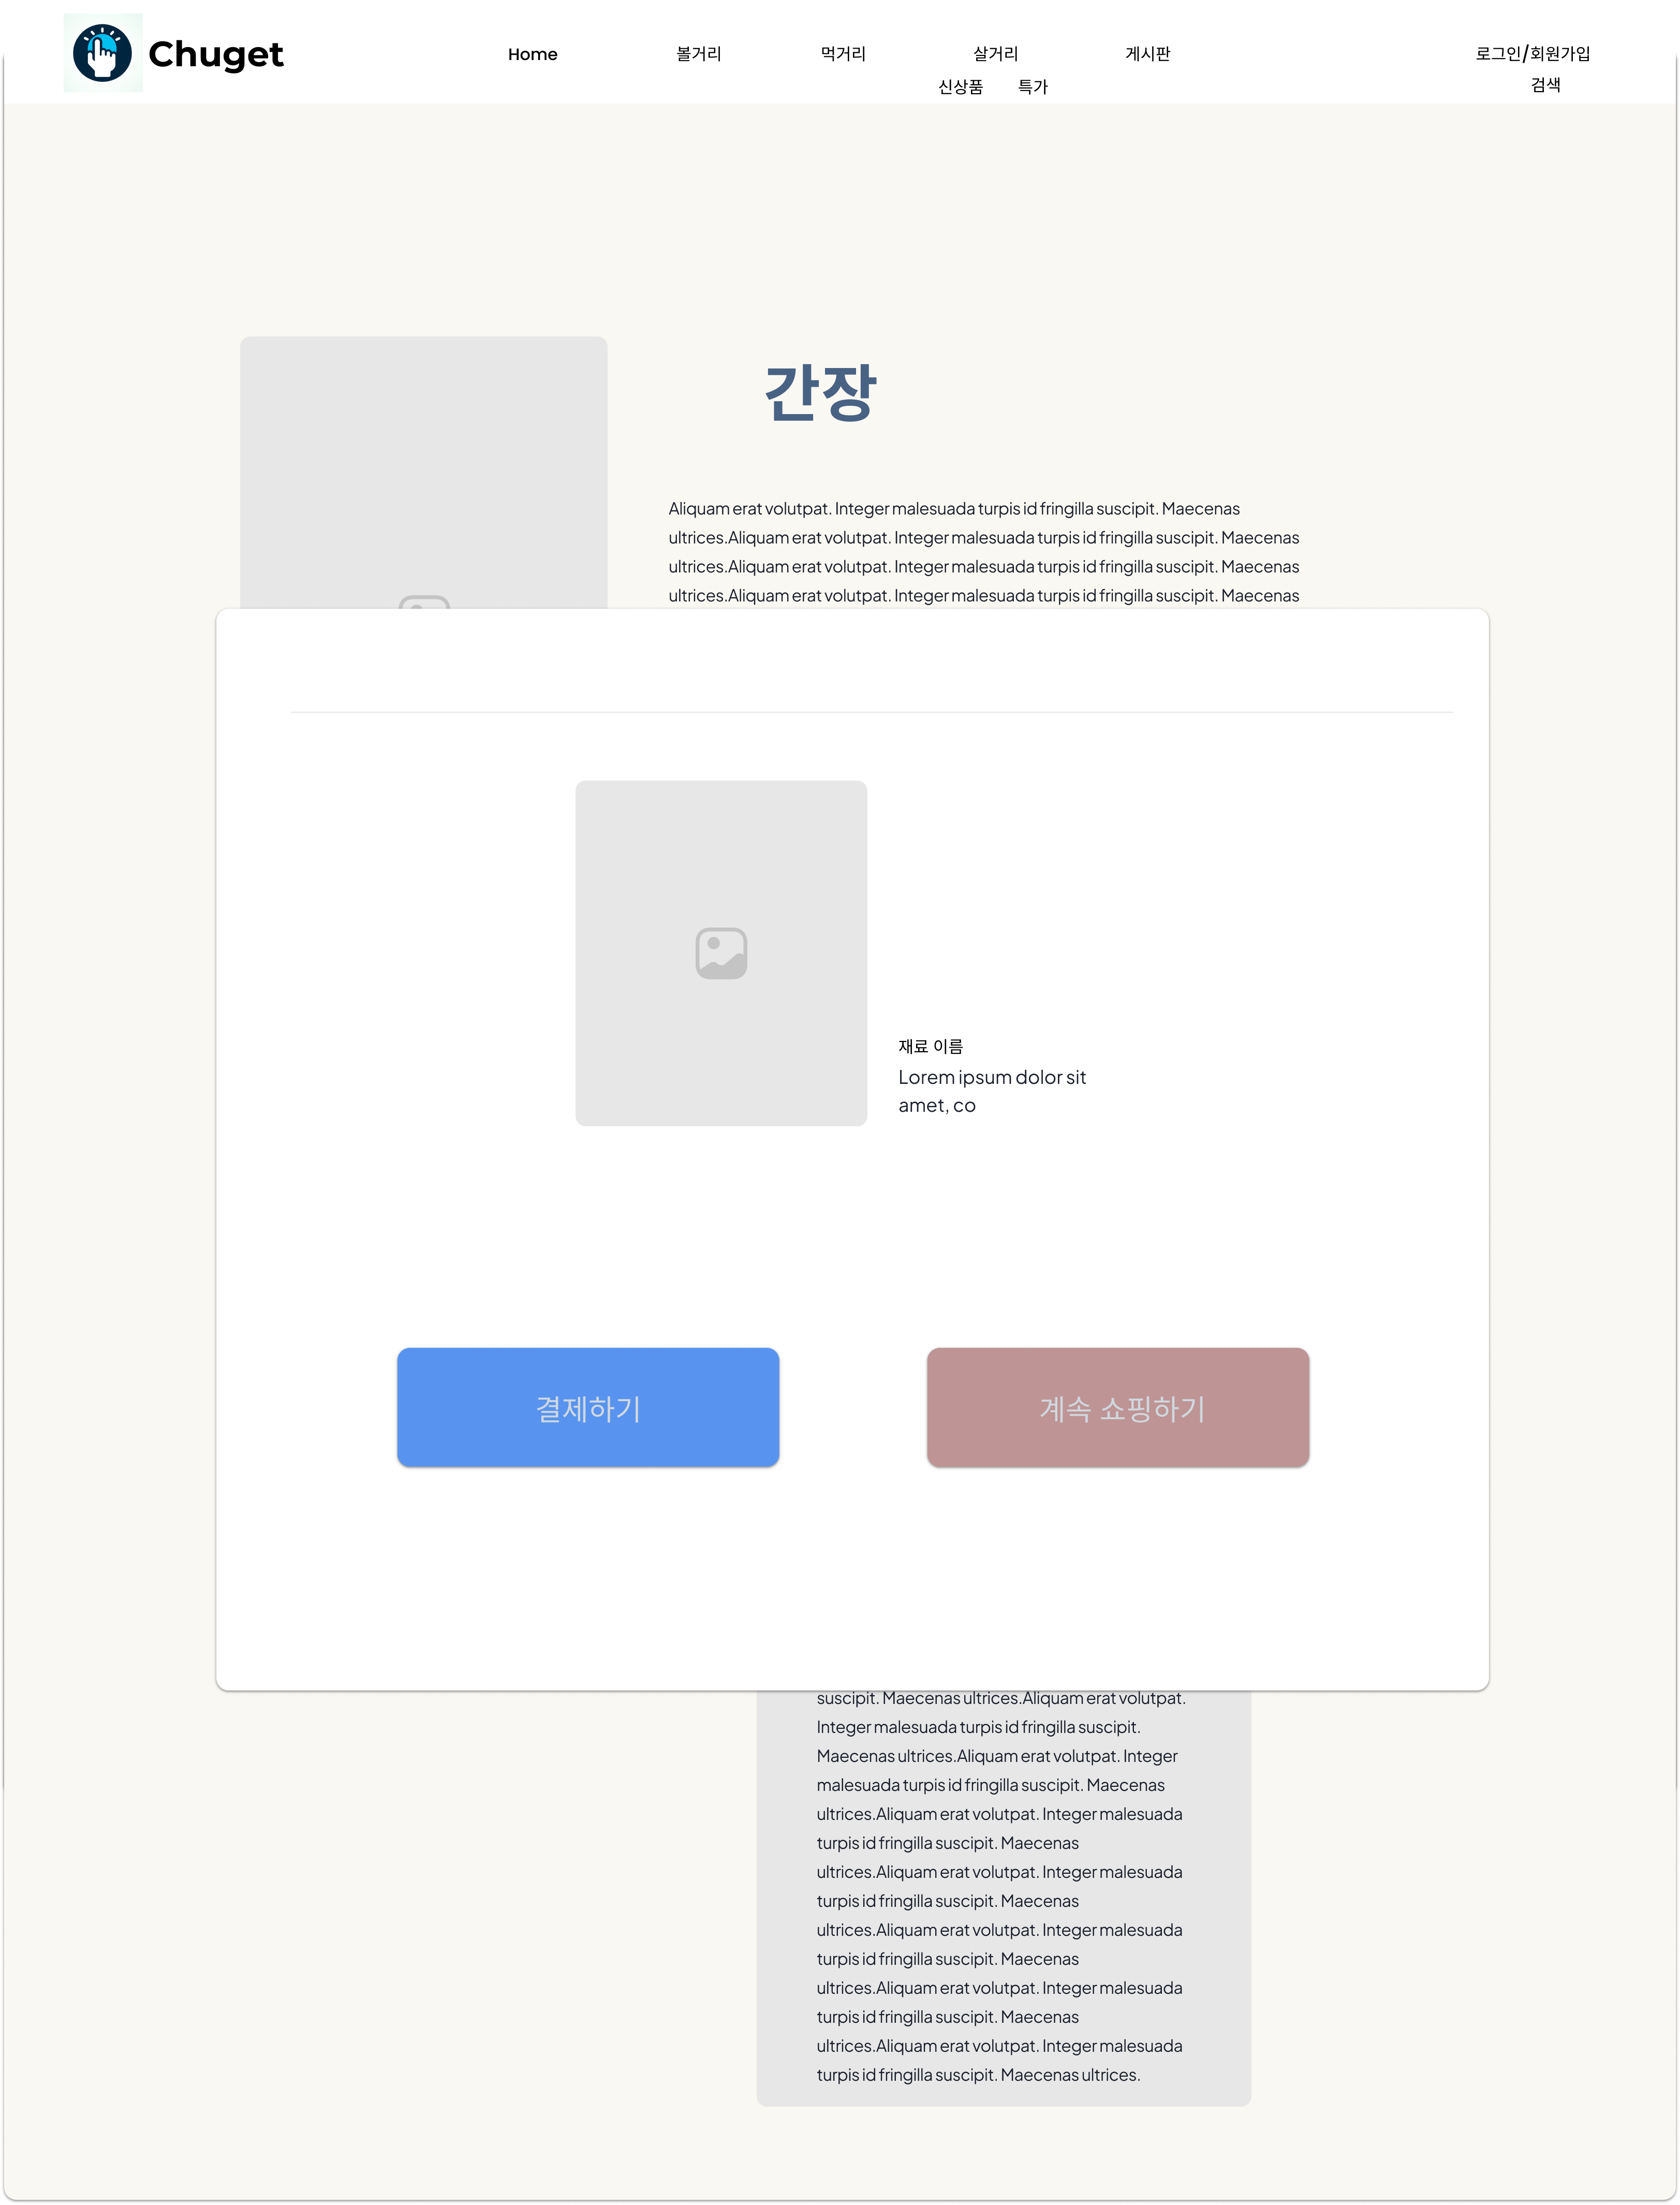 Chuget
Home
볼거리
먹거리
살거리
게시판
로그인/회원가입
신상품
특가
검색
간장
Aliquam erat volutpat. Integer malesuada turpis id fringilla suscipit. Maecenas
ultrices.Aliquam erat volutpat. Integer malesuada turpis id fringilla suscipit. Maecenas
ultrices.Aliquam erat volutpat. Integer malesuada turpis id fringilla suscipit. Maecenas
ultrices.Aliquam erat volutpat. Integer malesuada turpis id fringilla suscipit. Maecenas
재료 이름
Lorem ipsum dolor sit
amet, co
결제하기
계속 쇼핑하기
suscipit. Maecenas ultrices.Aliquam erat volutpat.
Integer malesuada turpis id fringilla suscipit.
Maecenas ultrices.Aliquam erat volutpat. Integer
malesuada turpis id fringilla suscipit. Maecenas
ultrices.Aliquam erat volutpat. Integer malesuada
turpis id fringilla suscipit. Maecenas
ultrices.Aliquam erat volutpat. Integer malesuada
turpis id fringilla suscipit. Maecenas
ultrices.Aliquam erat volutpat. Integer malesuada
turpis id fringilla suscipit. Maecenas
ultrices.Aliquam erat volutpat. Integer malesuada
turpis id fringilla suscipit. Maecenas
ultrices.Aliquam erat volutpat. Integer malesuada
turpis id fringilla suscipit. Maecenas ultrices.